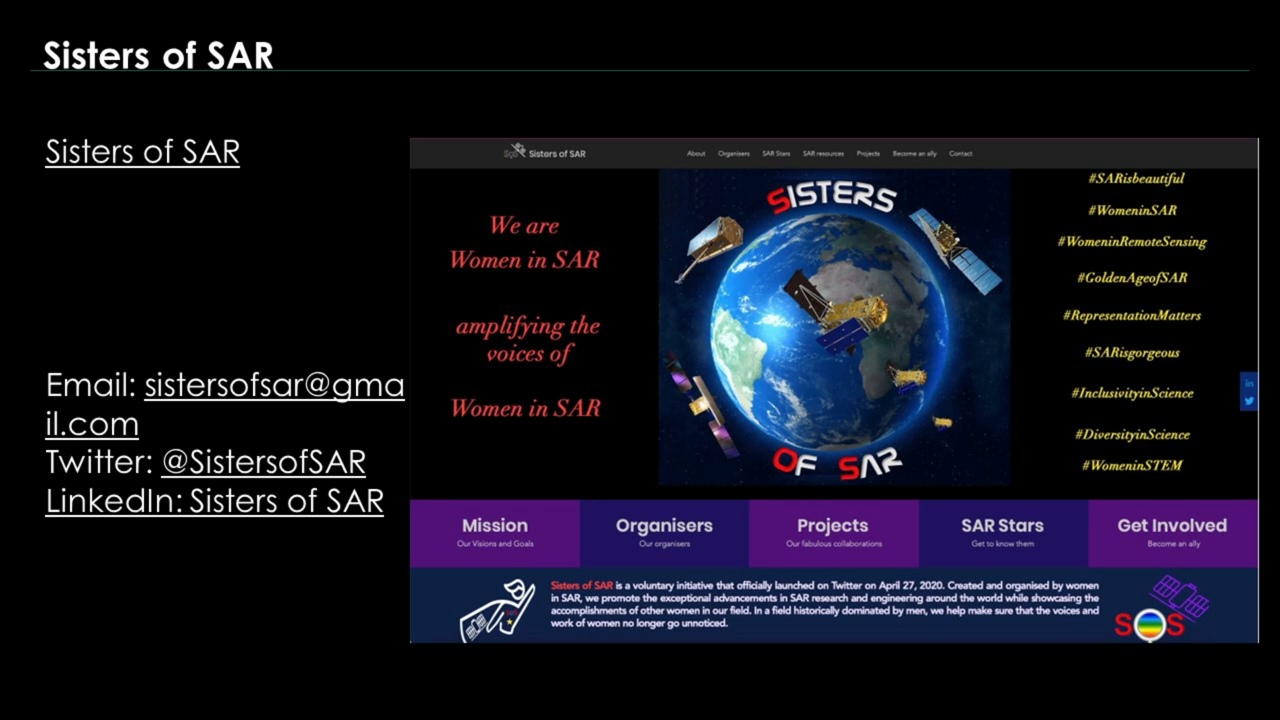 Sisters of SAR
Sisters of SAR
Email: sistersofsar@gma
il.com
Twitter: @SistersofSAR
LinkedIn: Sisters of SAR
SoS Sisters of SAR
About Organisers SAR Stars SAR resources Projects Become an ally Contact
We are
Women in SAR
amplifying the
voices of
Women in SAR
SISTERS
OF SAR
#SARisbeautiful
#WomeninSAR
#WomeninRemoteSensing
#GoldenAgeofSAR
#RepresentationMatters
#SARisgorgeous
#InclusivityinScience
#DiversityinScience
#WomeninSTEM
in
Mission
Our Visions and Goals
Organisers
Our organisers
Projects
Our fabulous collaborations
SAR Stars
Get to know them
Get Involved
Become an ally
Sisters of SAR is a voluntary initiative that officially launched on Twitter on April 27, 2020. Created and organised by women
in SAR, we promote the exceptional advancements in SAR research and engineering around the world while showcasing the
accomplishments of other women in our field. In a field historically dominated by men, we help make sure that the voices and
work of women no longer go unnoticed.
SOS